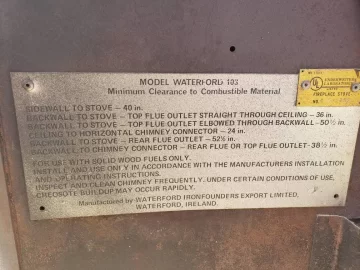 MODEL WATERFORD 103
Minimum Clearance to Combustible Material
SIDEWALL TO STOVE – 40 in.
BACKWALL TO STOVE – TOP FLUE OUTLET STRAIGHT THROUGH CEILING – 36 in.
BACKWALL TO STOVE – TOP FLUE OUTLET ELBOWED THROUGH BACKWALL – 50½ in.
CEILING TO HORIZONTAL CHIMNEY CONNECTOR – 24 in.
BACKWALL TO STOVE – REAR FLUE OUTLET – 52½ in.
BACKWALL TO CHIMNEY CONNECTOR – REAR FLUE OR TOP FLUE OUTLET-38½ in.
FOR USE WITH SOLID WOOD FUELS ONLY.
INSTALL AND USE ONLY IN ACCORDANCE WITH THE MANUFACTURERS INSTALLATION
AND OPERATING INSTRUCTIONS.
INSPECT AND CLEAN CHIMNEY FREQUENTLY. UNDER CERTAIN CONDITIONS OF USE,
CREOSOTE BUILDUP MAY OCCUR RAPIDLY.
Manufactured by WATERFORD IRONFOUNDERS EXPORT LIMITED,
WATERFORD, IRELAND.
UNDERWRITERS
LABORATORIES
FIREPLACE STOVE